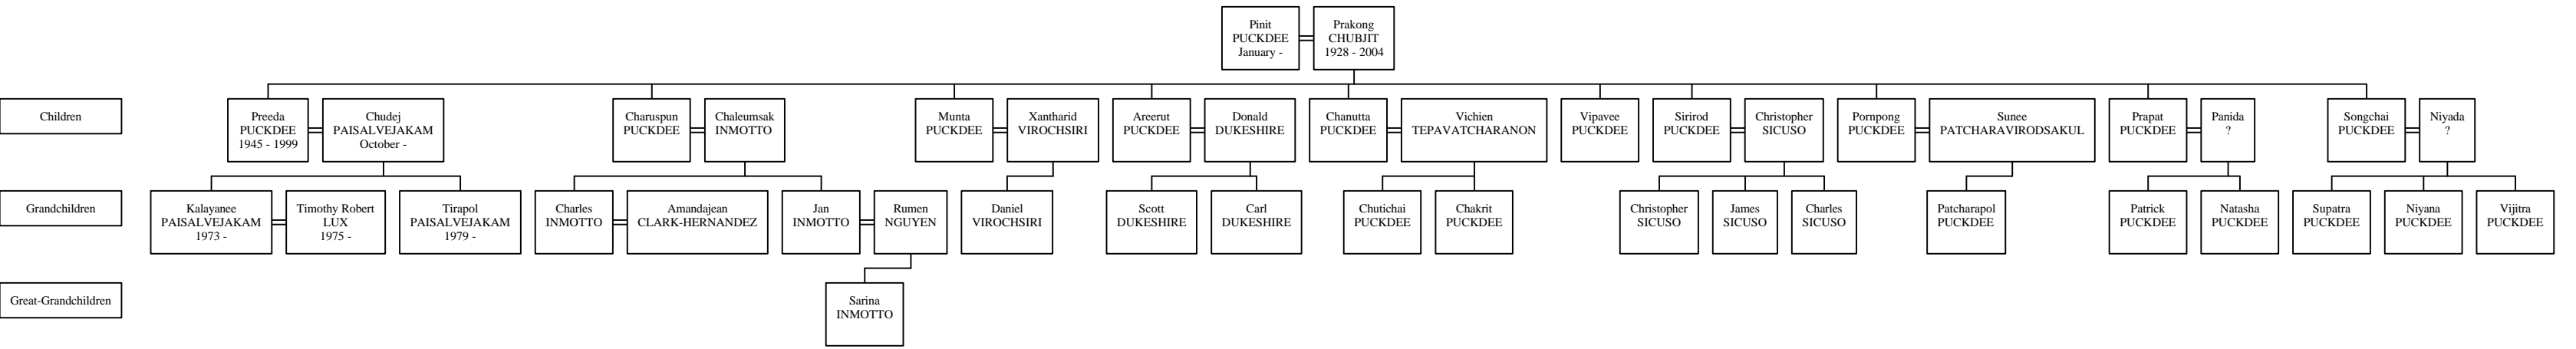 Pinit
PUCKDEE
January -
Prakong
CHUBJIT
1928 - 2004
Children
Preeda
PUCKDEE
1945 - 1999
Chudej
PAISALVEJAKAM
October -
Charuspun
PUCKDEE
Chaleumsak
INMOTTO
Munta
PUCKDEE
Xantharid
VIROCHSIRI
Areerut
PUCKDEE
Donald
DUKESHIRE
Chanutta
PUCKDEE
Vichien
TEPAVATCHARANON
Vipavee
PUCKDEE
Sirirod
PUCKDEE
Christopher
SICUSO
Pornpong
PUCKDEE
Sunee
PATCHARAVIRODSAKUL
Prapat
PUCKDEE
Panida
?
Songchai
PUCKDEE
Niyada
?
Grandchildren
Kalayanee
PAISALVEJAKAM
1973 -
Timothy Robert
LUX
1975 -
Tirapol
PAISALVEJAKAM
1979 -
Charles
INMOTTO
Amandajean
CLARK-HERNANDEZ
Jan
INMOTTO
Rumen
NGUYEN
Daniel
VIROCHSIRI
Scott
DUKESHIRE
Carl
DUKESHIRE
Chutichai
PUCKDEE
Chakrit
PUCKDEE
Christopher
SICUSO
James
SICUSO
Charles
SICUSO
Patcharapol
PUCKDEE
Patrick
PUCKDEE
Natasha
PUCKDEE
Supatra
PUCKDEE
Niyana
PUCKDEE
Vijitra
PUCKDEE
Great-Grandchildren
Sarina
INMOTTO